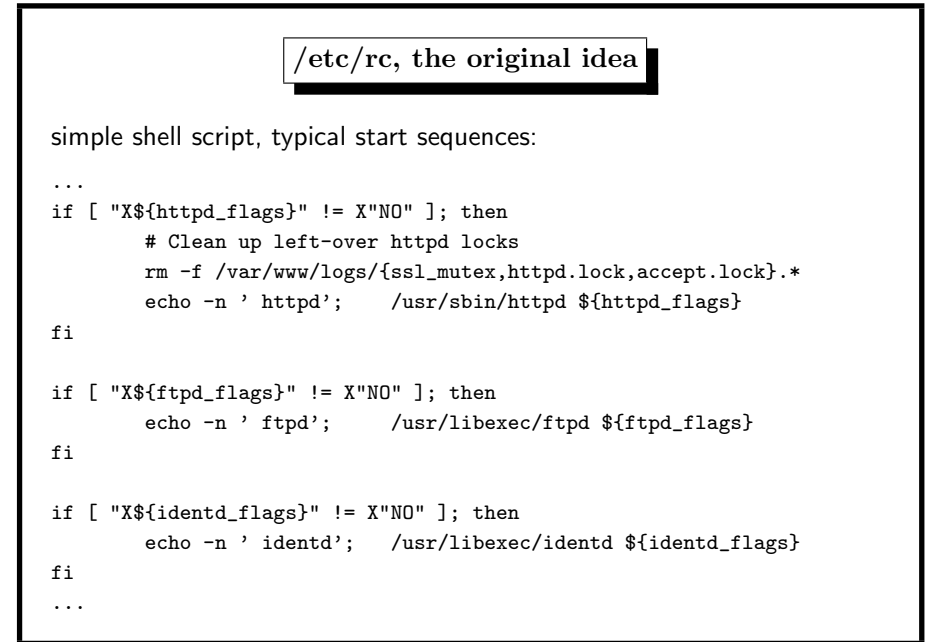 /etc/rc, the original idea
simple shell script, typical start sequences:
...
if [ "X${httpd_flags}" != X"NO" ]; then
        # Clean up left-over httpd locks
        rm -f /var/www/logs/{ssl_mutex,httpd.lock,accept.lock}.*
        echo -n ' httpd';    /usr/sbin/httpd ${httpd_flags}
fi

if [ "X${ftpd_flags}" != X"NO" ]; then
        echo -n ' ftpd';     /usr/libexec/ftpd ${ftpd_flags}
fi

if [ "X${identd_flags}" != X"NO" ]; then
        echo -n ' identd';   /usr/libexec/identd ${identd_flags}
fi
...